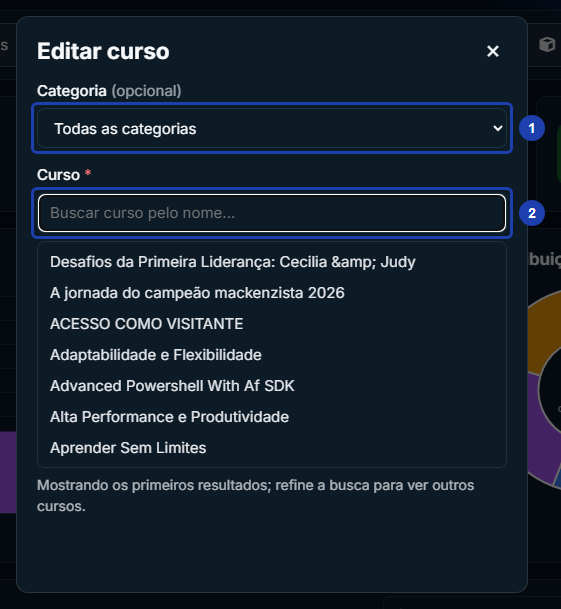 Editar curso
Categoria (opcional)
Todas as categorias
1
Curso *
Buscar curso pelo nome...
2
Desafios da Primeira Liderança: Cecilia &amp; Judy
A jornada do campeão mackenzista 2026
ACESSO COMO VISITANTE
Adaptabilidade e Flexibilidade
Advanced Powershell With Af SDK
Alta Performance e Produtividade
Aprender Sem Limites
Mostrando os primeiros resultados; refine a busca para ver outros
cursos.